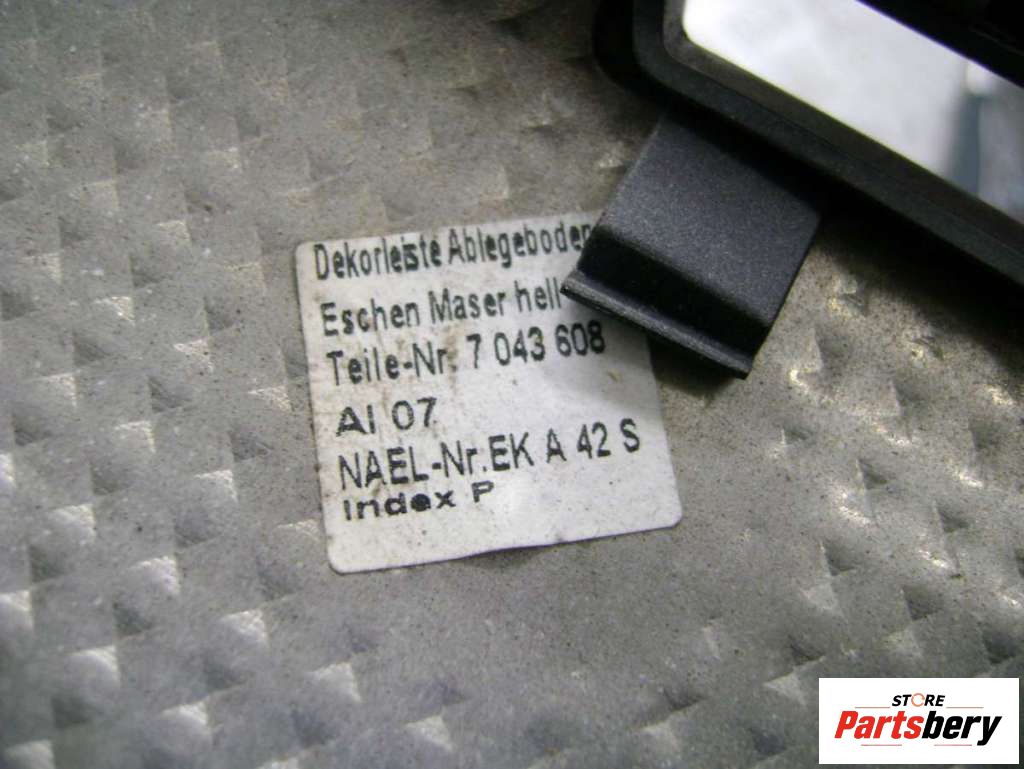 Dekorleiste Ablegeboden
Eschen Maser hell
Teile-Nr. 7 043 608
AI 07
NAEL-Nr.EK A 42 S
Index P
STORE
Partsbery